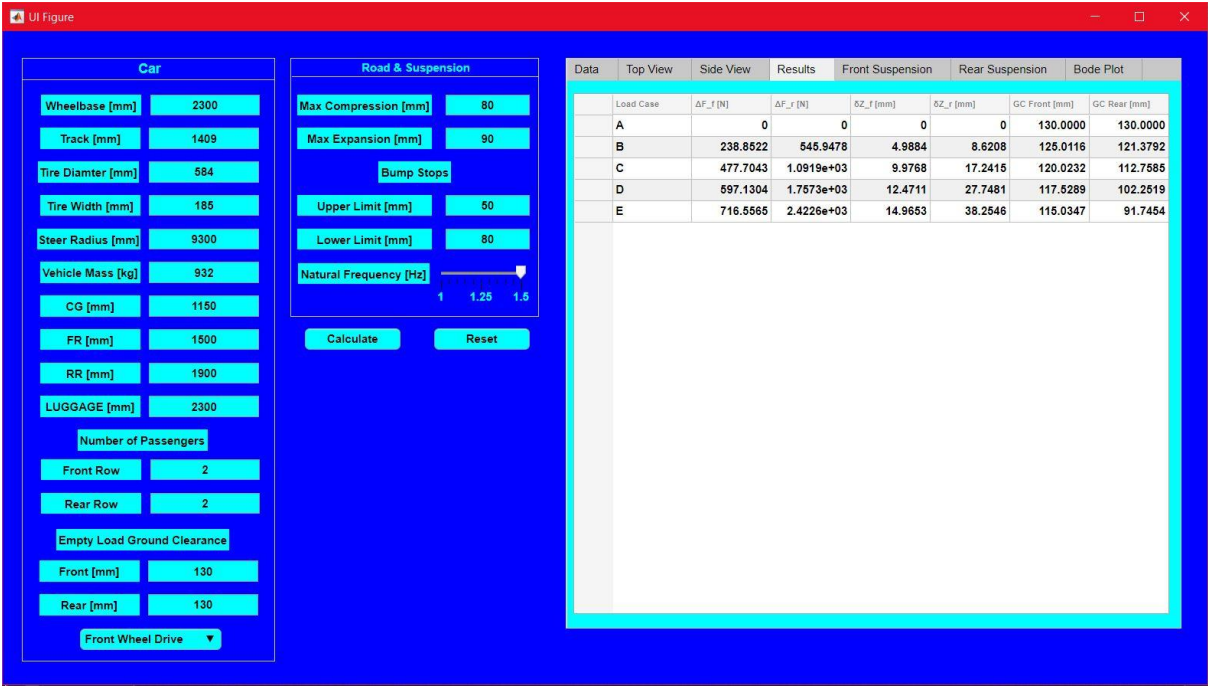 UI Figure
Car
Wheelbase [mm] 2300
Track [mm] 1409
Tire Diamter [mm] 584
Tire Width [mm] 185
Steer Radius [mm] 9300
Vehicle Mass [kg] 932
CG [mm] 1150
FR [mm] 1500
RR [mm] 1900
LUGGAGE [mm] 2300
Number of Passengers
Front Row 2
Rear Row 2
Empty Load Ground Clearance
Front [mm] 130
Rear [mm] 130
Front Wheel Drive
Road & Suspension
Max Compression [mm] 80
Max Expansion [mm] 90
Bump Stops
Upper Limit [mm] 50
Lower Limit [mm] 80
Natural Frequency [Hz]
1 1.25 1.5
Calculate Reset
Data Top View Side View Results Front Suspension Rear Suspension Bode Plot
Load Case ΔF_f [N] ΔF_r [N] δZ_f [mm] δZ_r [mm] GC Front [mm] GC Rear [mm]
A 0 0 0 0 130.0000 130.0000
B 238.8522 545.9478 4.9884 8.6208 125.0116 121.3792
C 477.7043 1.0919e+03 9.9768 17.2415 120.0232 112.7585
D 597.1304 1.7573e+03 12.4711 27.7481 117.5289 102.2519
E 716.5565 2.4226e+03 14.9653 38.2546 115.0347 91.7454